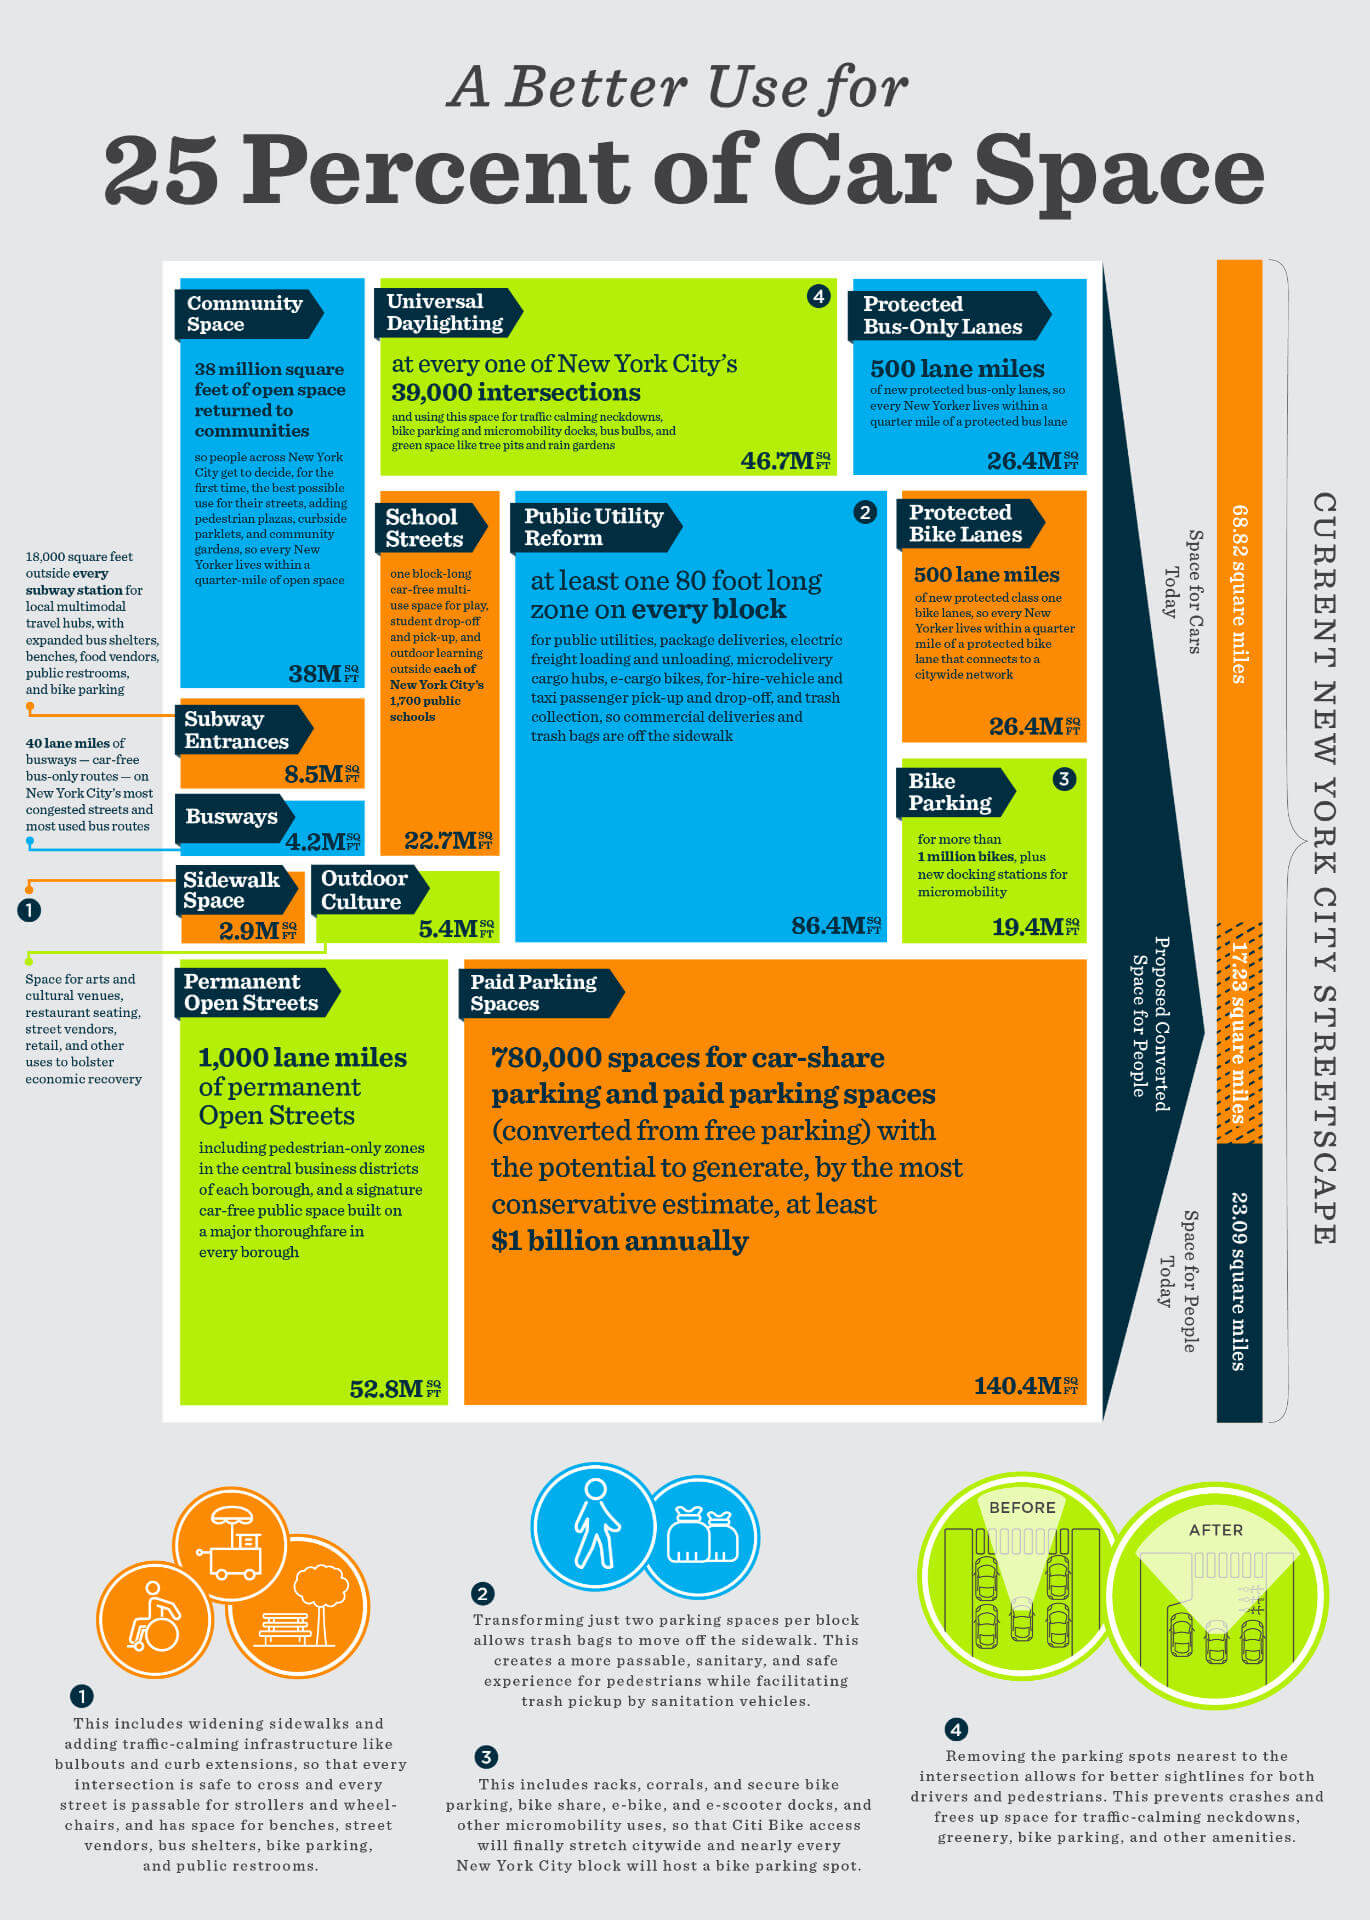 A Better Use for
25 Percent of Car Space
Community
Space
38 million square
feet of open space
returned to
communities
so people across New York
City get to decide, for the
first time, the best possible
use for their streets, adding
pedestrian plazas, curbside
parklets, and community
gardens, so every New
Yorker lives within a
quarter-mile of open space
38M SQ FT
Universal
Daylighting
4
at every one of New York City's
39,000 intersections
and using this space for traffic calming neckdowns,
bike parking and micromobility docks, bus bulbs, and
green space like tree pits and rain gardens
46.7M SQ FT
Protected
Bus-Only Lanes
500 lane miles
of new protected bus-only lanes, so
every New Yorker lives within a
quarter mile of a protected bus lane
26.4M SQ FT
School
Streets
one block-long
car-free multi-
use space for play,
student drop-off
and pick-up, and
outdoor learning
outside each of
New York City's
1,700 public
schools
22.7M SQ FT
Public Utility
Reform
2
at least one 80 foot long
zone on every block
for public utilities, package deliveries, electric
freight loading and unloading, microdelivery
cargo hubs, e-cargo bikes, for-hire-vehicle and
taxi passenger pick-up and drop-off, and trash
collection, so commercial deliveries and
trash bags are off the sidewalk
86.4M SQ FT
Protected
Bike Lanes
500 lane miles
of new protected class one
bike lanes, so every New
Yorker lives within a quarter
mile of a protected bike
lane that connects to a
citywide network
26.4M SQ FT
18,000 square feet
outside every
subway station for
local multimodal
travel hubs, with
expanded bus shelters,
benches, food vendors,
public restrooms,
and bike parking
Subway
Entrances
8.5M SQ FT
40 lane miles of
busways — car-free
bus-only routes — on
New York City's most
congested streets and
most used bus routes
Busways
4.2M SQ FT
Bike
Parking
3
for more than
1 million bikes, plus
new docking stations for
micromobility
19.4M SQ FT
1
Sidewalk
Space
2.9M SQ FT
Outdoor
Culture
5.4M SQ FT
Space for arts and
cultural venues,
restaurant seating,
street vendors,
retail, and other
uses to bolster
economic recovery
Permanent
Open Streets
1,000 lane miles
of permanent
Open Streets
including pedestrian-only zones
in the central business districts
of each borough, and a signature
car-free public space built on
a major thoroughfare in
every borough
52.8M SQ FT
Paid Parking
Spaces
780,000 spaces for car-share
parking and paid parking spaces
(converted from free parking) with
the potential to generate, by the most
conservative estimate, at least
$1 billion annually
140.4M SQ FT
Space for Cars
Today
68.82 square miles
Proposed Converted
Space for People
17.23 square miles
Space for People
Today
23.09 square miles
CURRENT NEW YORK CITY STREETSCAPE
1
This includes widening sidewalks and
adding traffic-calming infrastructure like
bulbouts and curb extensions, so that every
intersection is safe to cross and every
street is passable for strollers and wheel-
chairs, and has space for benches, street
vendors, bus shelters, bike parking,
and public restrooms.
2
Transforming just two parking spaces per block
allows trash bags to move off the sidewalk. This
creates a more passable, sanitary, and safe
experience for pedestrians while facilitating
trash pickup by sanitation vehicles.
3
This includes racks, corrals, and secure bike
parking, bike share, e-bike, and e-scooter docks, and
other micromobility uses, so that Citi Bike access
will finally stretch citywide and nearly every
New York City block will host a bike parking spot.
BEFORE
AFTER
4
Removing the parking spots nearest to the
intersection allows for better sightlines for both
drivers and pedestrians. This prevents crashes and
frees up space for traffic-calming neckdowns,
greenery, bike parking, and other amenities.